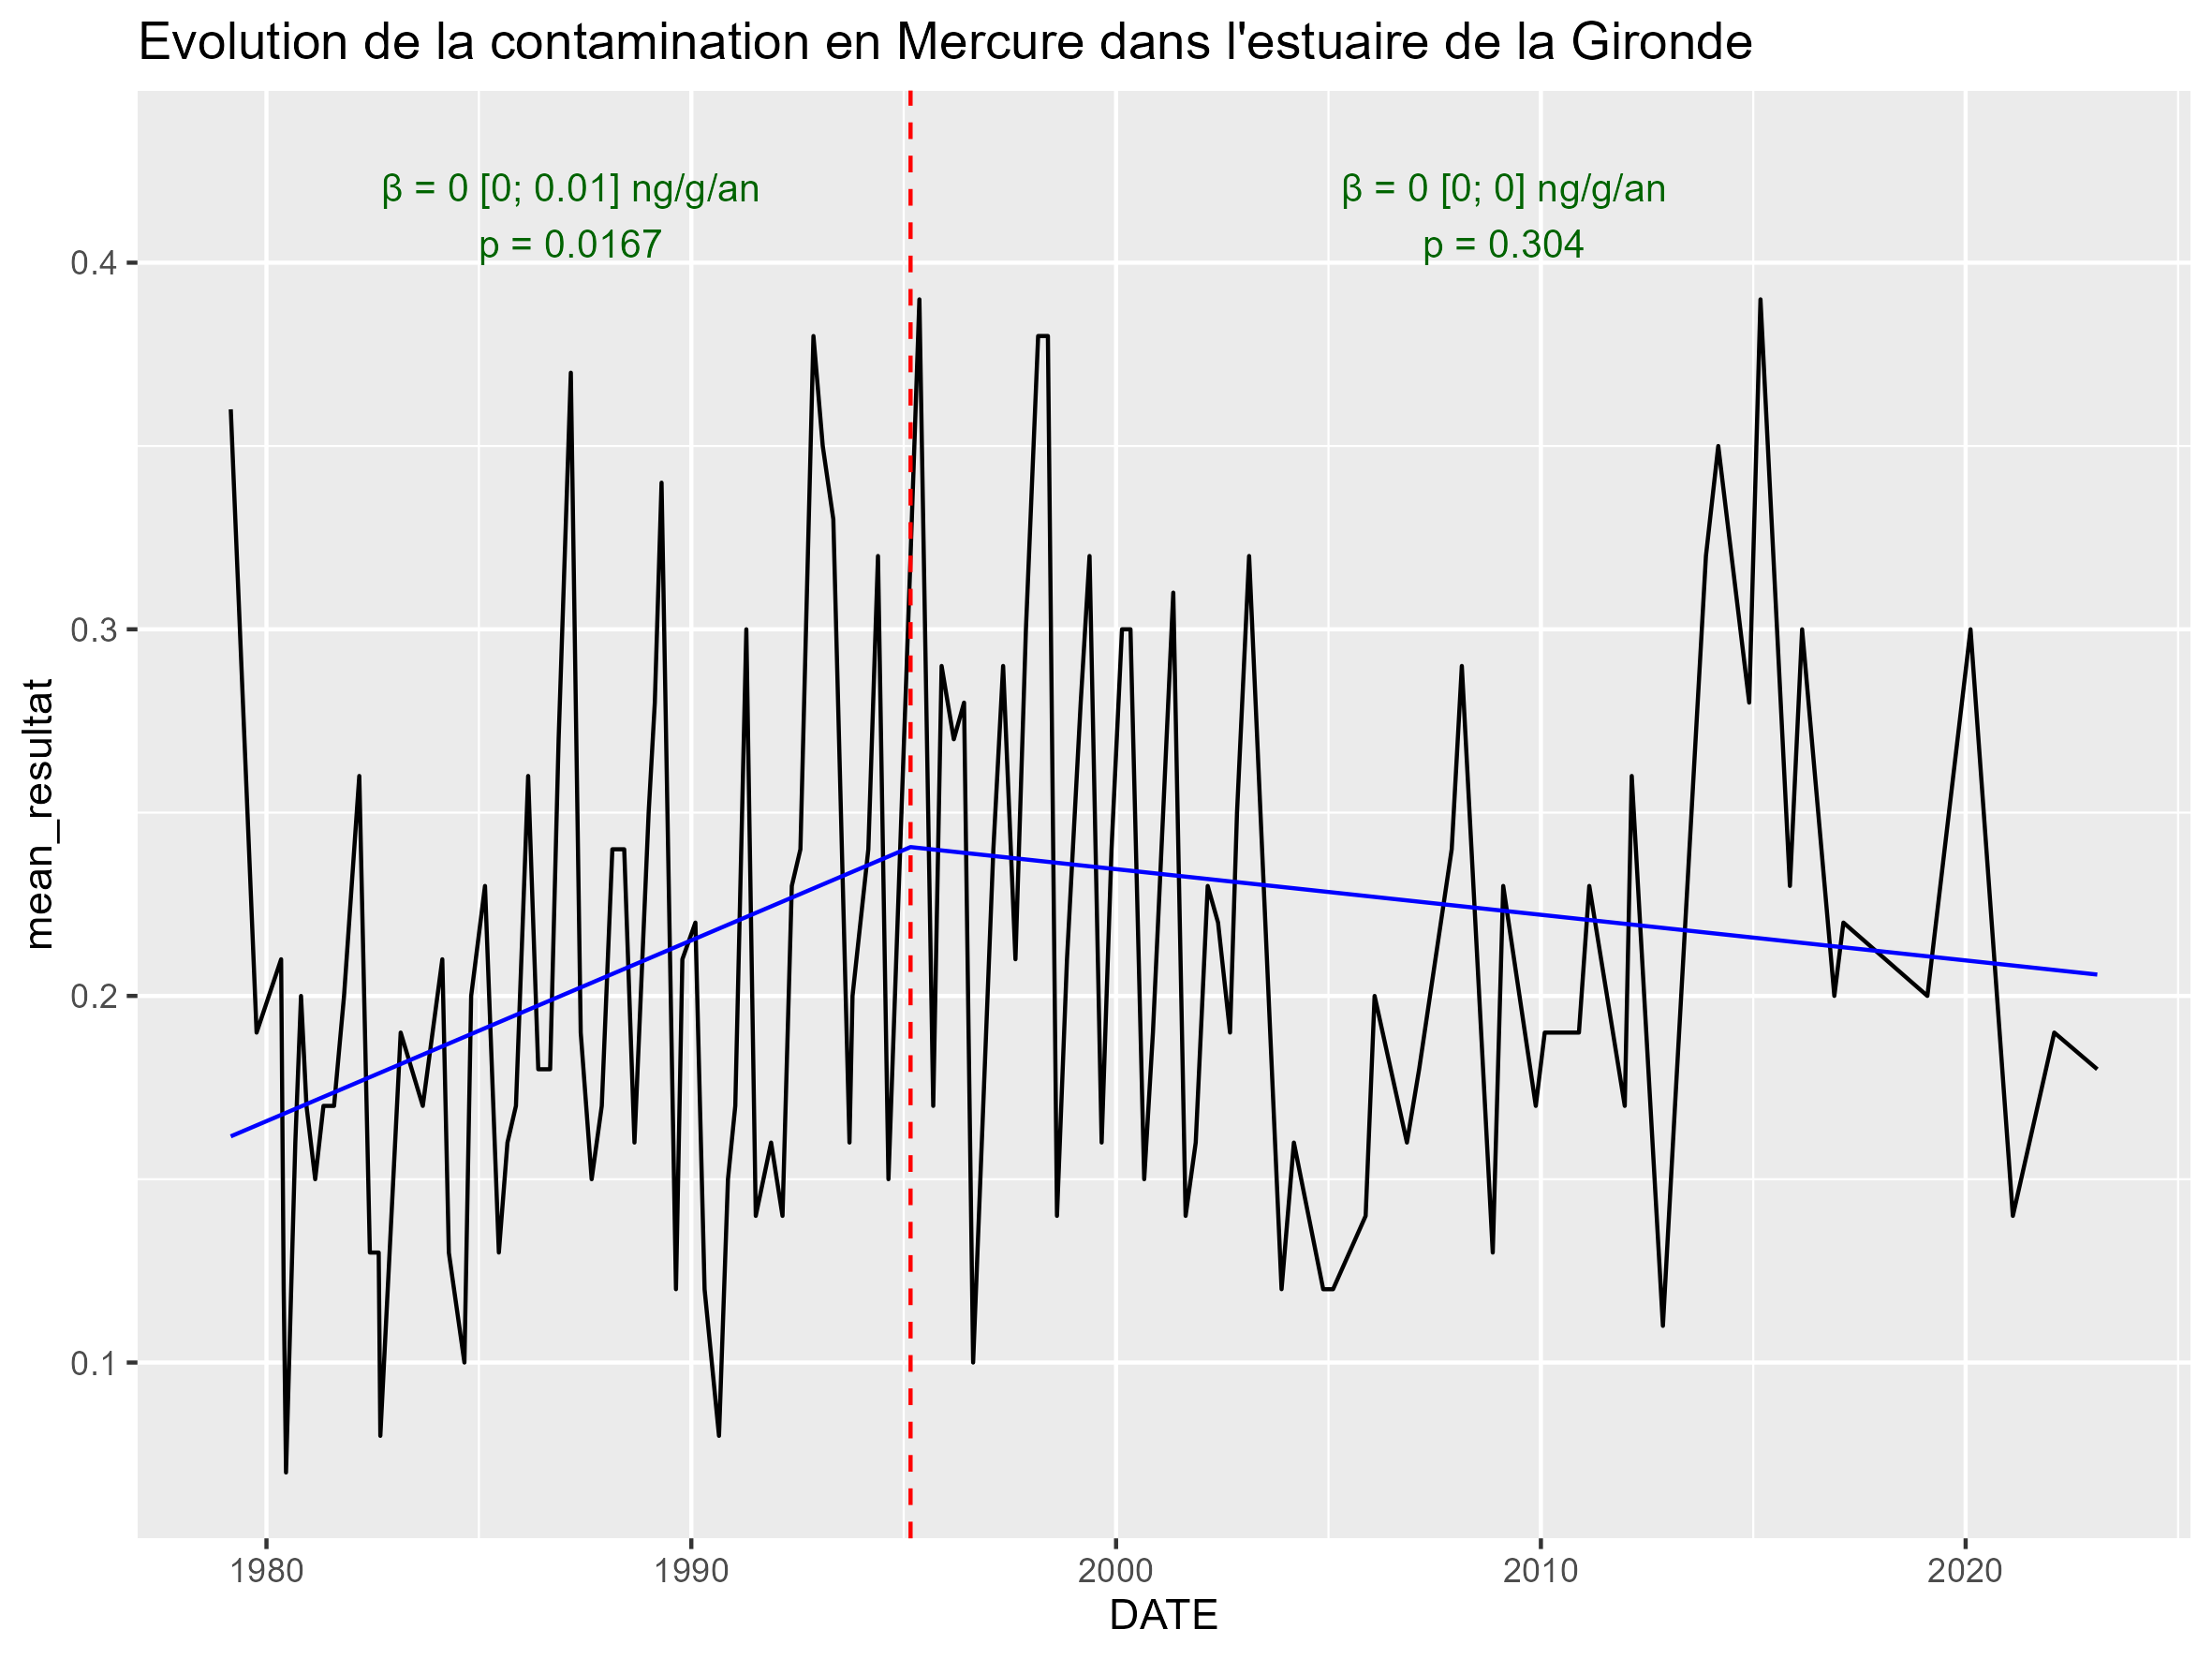 Evolution de la contamination en Mercure dans l'estuaire de la Gironde
β = 0 [0; 0.01] ng/g/an
p = 0.0167
β = 0 [0; 0] ng/g/an
p = 0.304
mean_resultat
0.4
0.3
0.2
0.1
1980
1990
2000
2010
2020
DATE